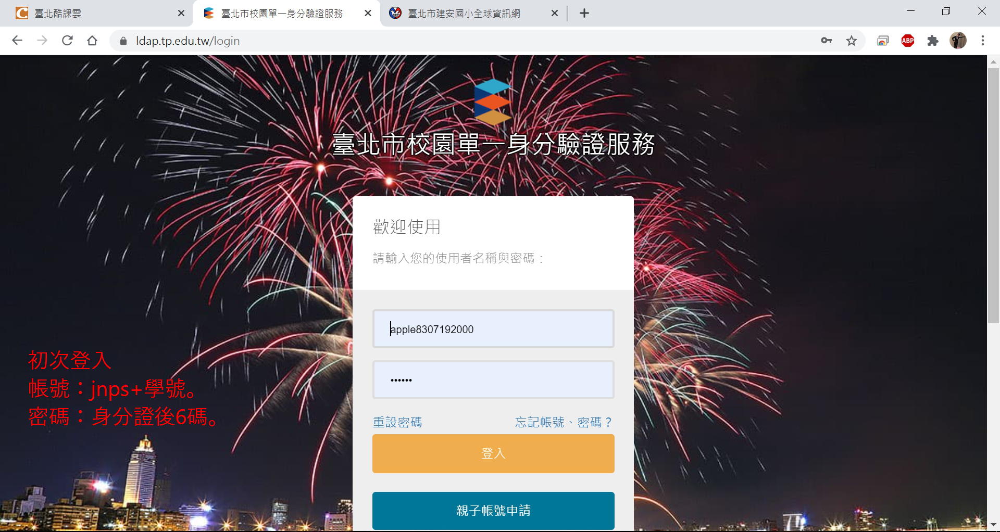 臺北酷課雲
臺北市校園單一身分驗證服務
臺北市建安國小全球資訊網
ldap.tp.edu.tw/login
ABP
臺北市校園單一身分驗證服務
歡迎使用
請輸入您的使用者名稱與密碼：
apple8307192000
••••••
重設密碼 忘記帳號、密碼？
登入
親子帳號申請
初次登入
帳號：jnps+學號。
密碼：身分證後6碼。